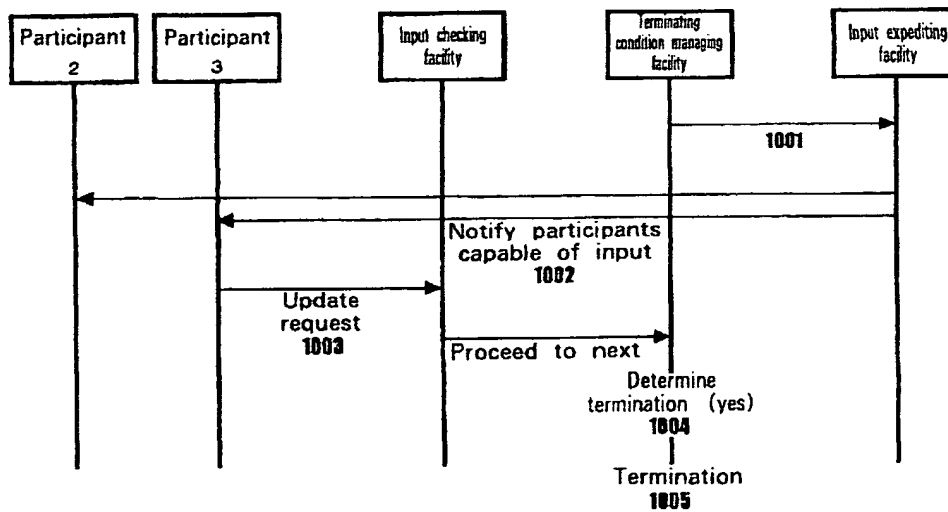 Participant
2
Participant
3
Input checking
facility
Terminating
condition managing
facility
Input expediting
facility
1001
Notify participants
capable of input
1002
Update
request
1003
Proceed to next
Determine
termination (yes)
1004
Termination
1005